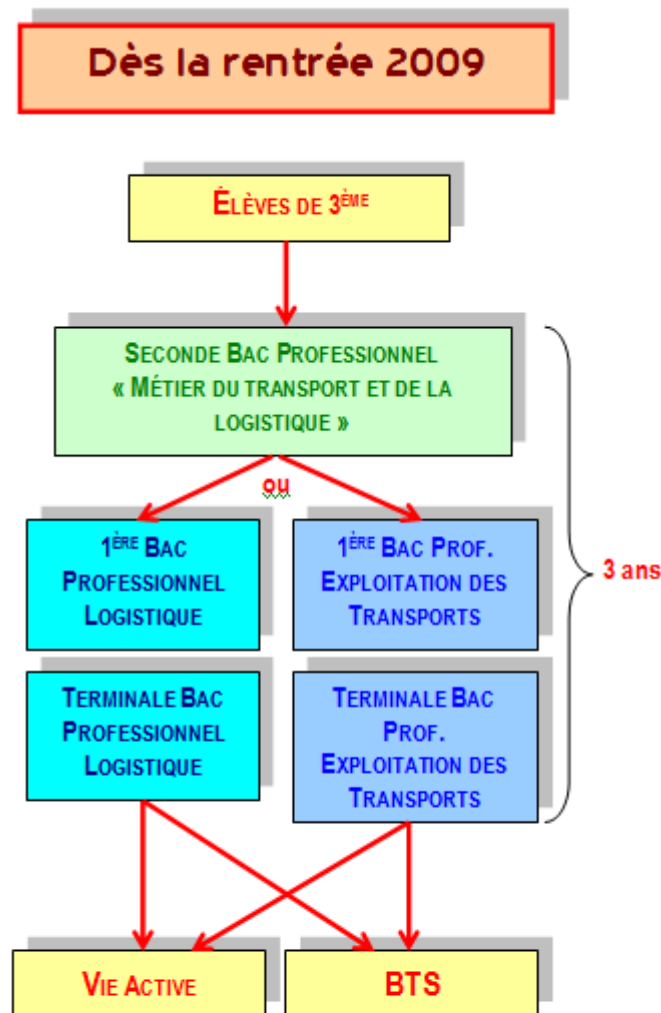 Dès la rentrée 2009
ÉLÈVES DE 3ÈME
SECONDE BAC PROFESSIONNEL
« MÉTIER DU TRANSPORT ET DE LA
LOGISTIQUE »
ou
1ÈRE BAC
PROFESSIONNEL
LOGISTIQUE
1ÈRE BAC PROF.
EXPLOITATION DES
TRANSPORTS
3 ans
TERMINALE BAC
PROFESSIONNEL
LOGISTIQUE
TERMINALE BAC
PROF.
EXPLOITATION DES
TRANSPORTS
VIE ACTIVE
BTS